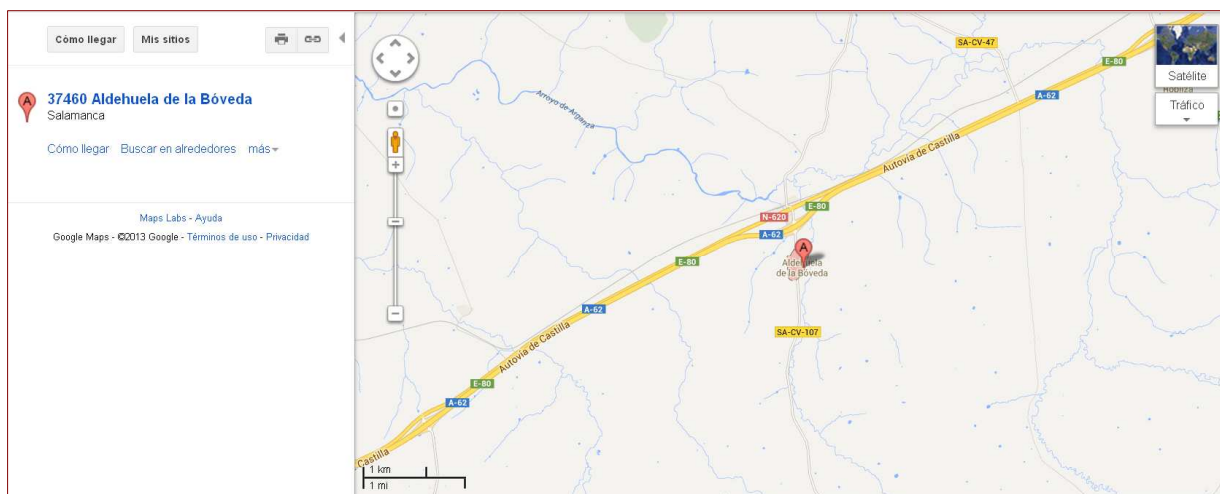 Cómo llegar
Mis sitios
A
37460 Aldehuela de la Bóveda
Salamanca
Cómo llegar Buscar en alrededores más
Maps Labs - Ayuda
Google Maps - ©2013 Google - Términos de uso - Privacidad
SA-CV-47
E-80
Satélite
Tráfico
A-62
Arroyo de Arganza
Autovía de Castilla
E-80
N-620
A-62
A
Aldehuela
de la Bóveda
E-80
A-62
SA-CV-107
Autovía de Castilla
E-80
A-62
Castilla
1 km
1 mi